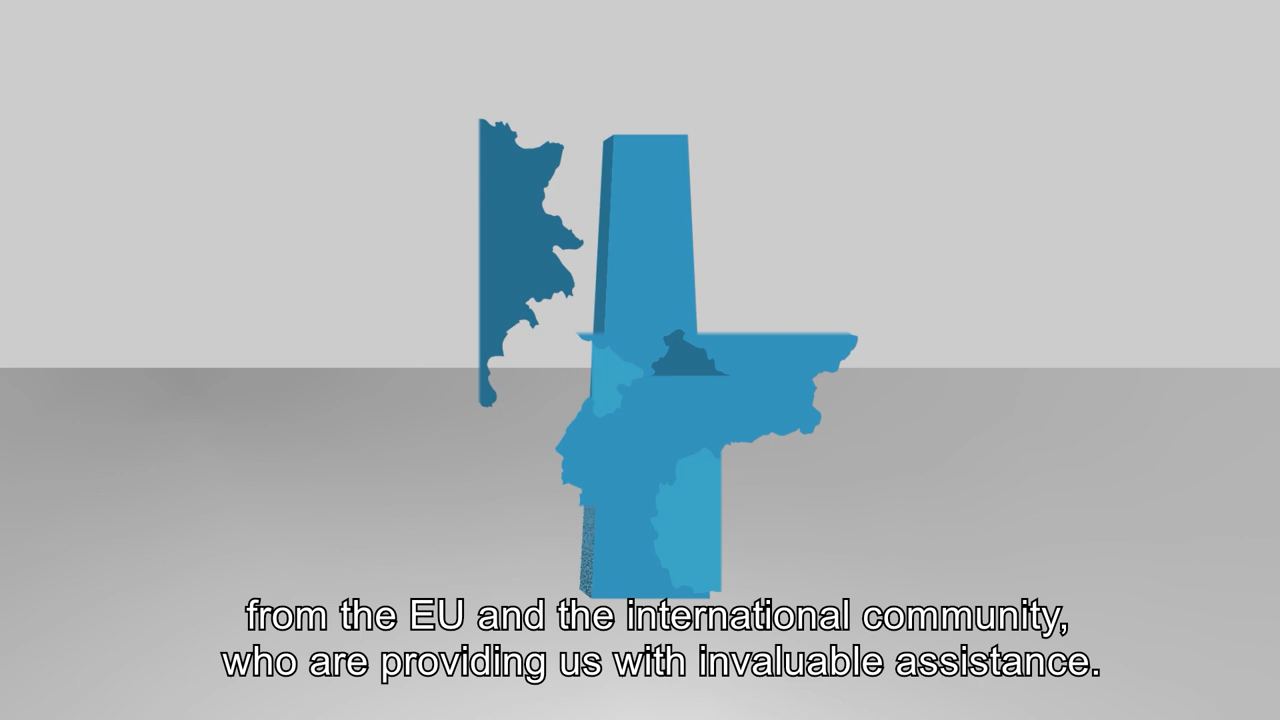 from the EU and the international community,
who are providing us with invaluable assistance.